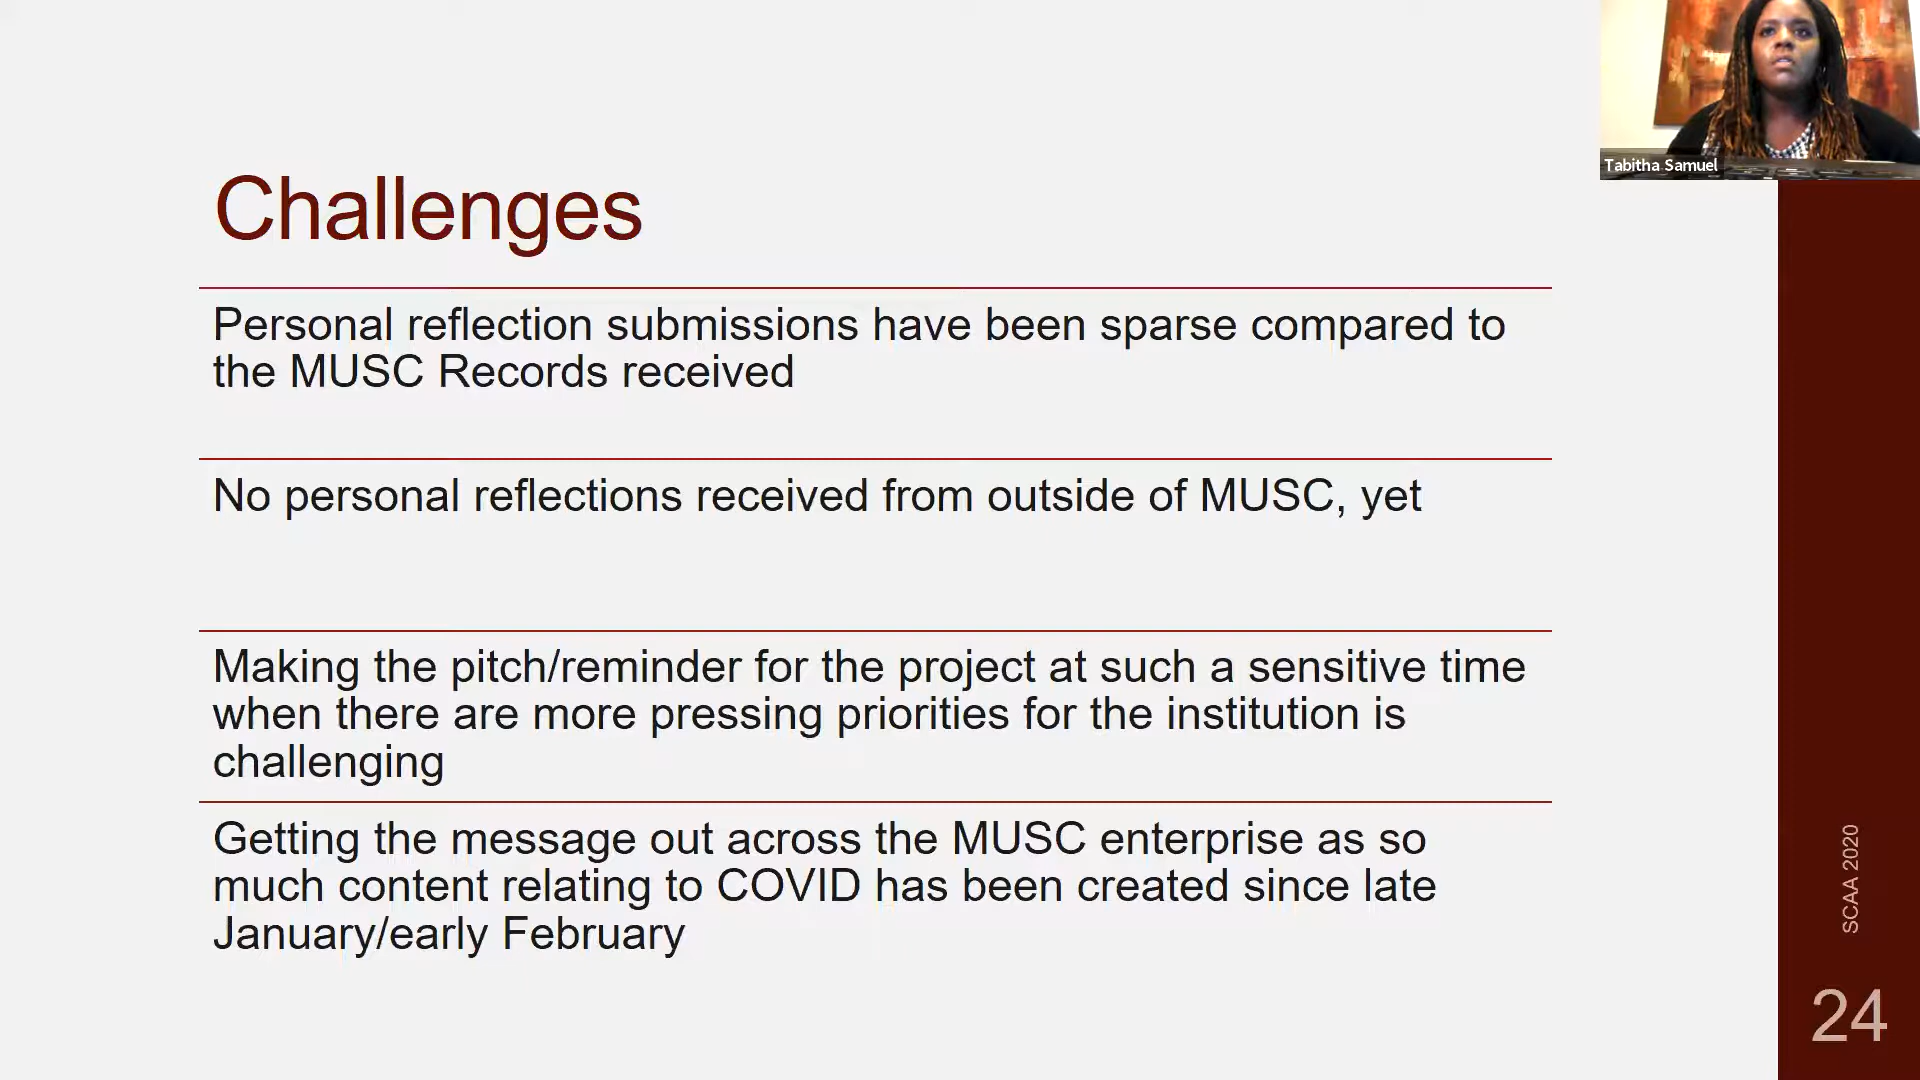 Tabitha Samuel
Challenges
Personal reflection submissions have been sparse compared to
the MUSC Records received
No personal reflections received from outside of MUSC, yet
Making the pitch/reminder for the project at such a sensitive time
when there are more pressing priorities for the institution is
challenging
Getting the message out across the MUSC enterprise as so
much content relating to COVID has been created since late
January/early February
SCAA 2020
24